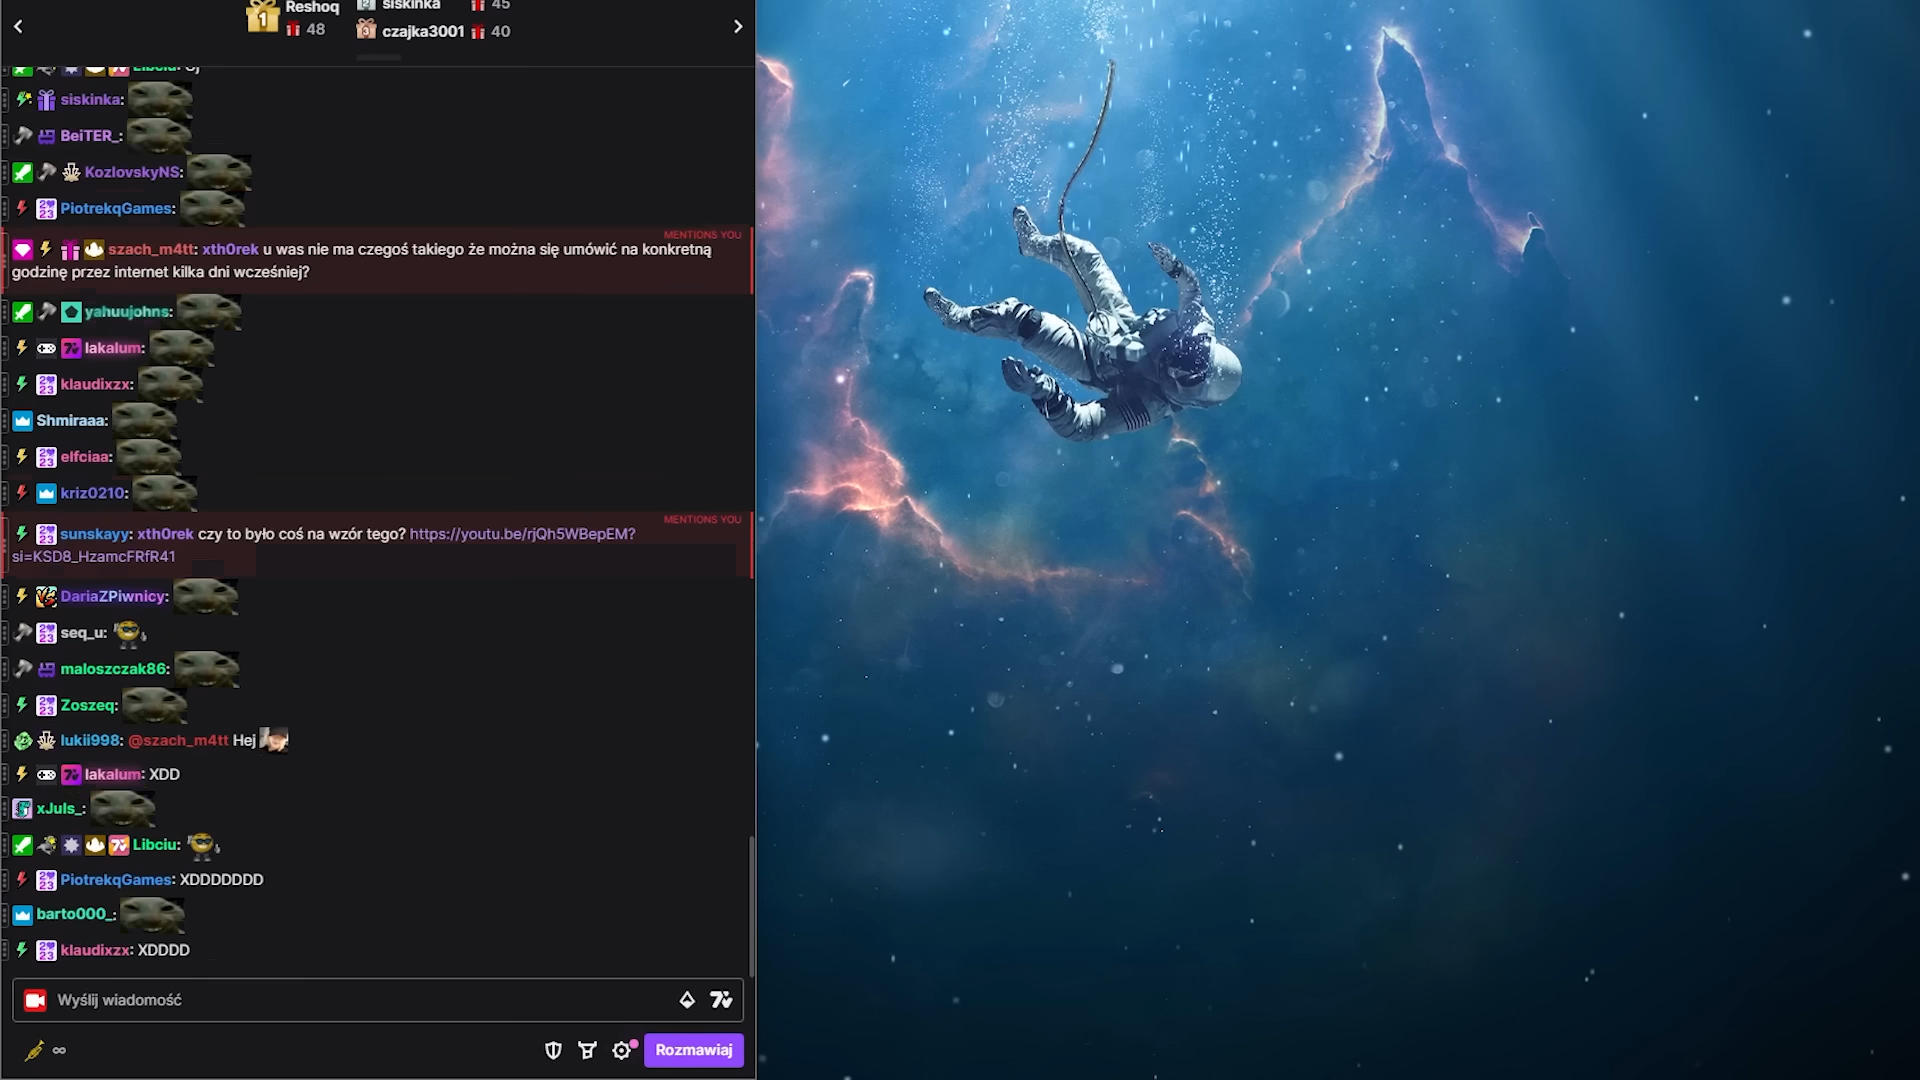 1
Reshoq
48
siskinka
45
3
czajka3001
40
Libciu:
siskinka:
BeiTER_:
KozlovskyNS:
PiotrekqGames:
MENTIONS YOU
szach_m4tt: xth0rek u was nie ma czegoś takiego że można się umówić na konkretną
godzinę przez internet kilka dni wcześniej?
yahuujohns:
lakalum:
klaudixzx:
Shmiraaa:
elfciaa:
kriz0210:
MENTIONS YOU
sunskayy: xth0rek czy to było coś na wzór tego? https://youtu.be/rjQh5WBepEM?
si=KSD8_HzamcFRfR41
DariaZPiwnicy:
seq_u:
maloszczak86:
Zoszeq:
lukii998: @szach_m4tt Hej
lakalum: XDD
xJuls_:
Libciu:
PiotrekqGames: XDDDDDDD
barto000_:
klaudixzx: XDDDD
Wyślij wiadomość
∞
Rozmawiaj